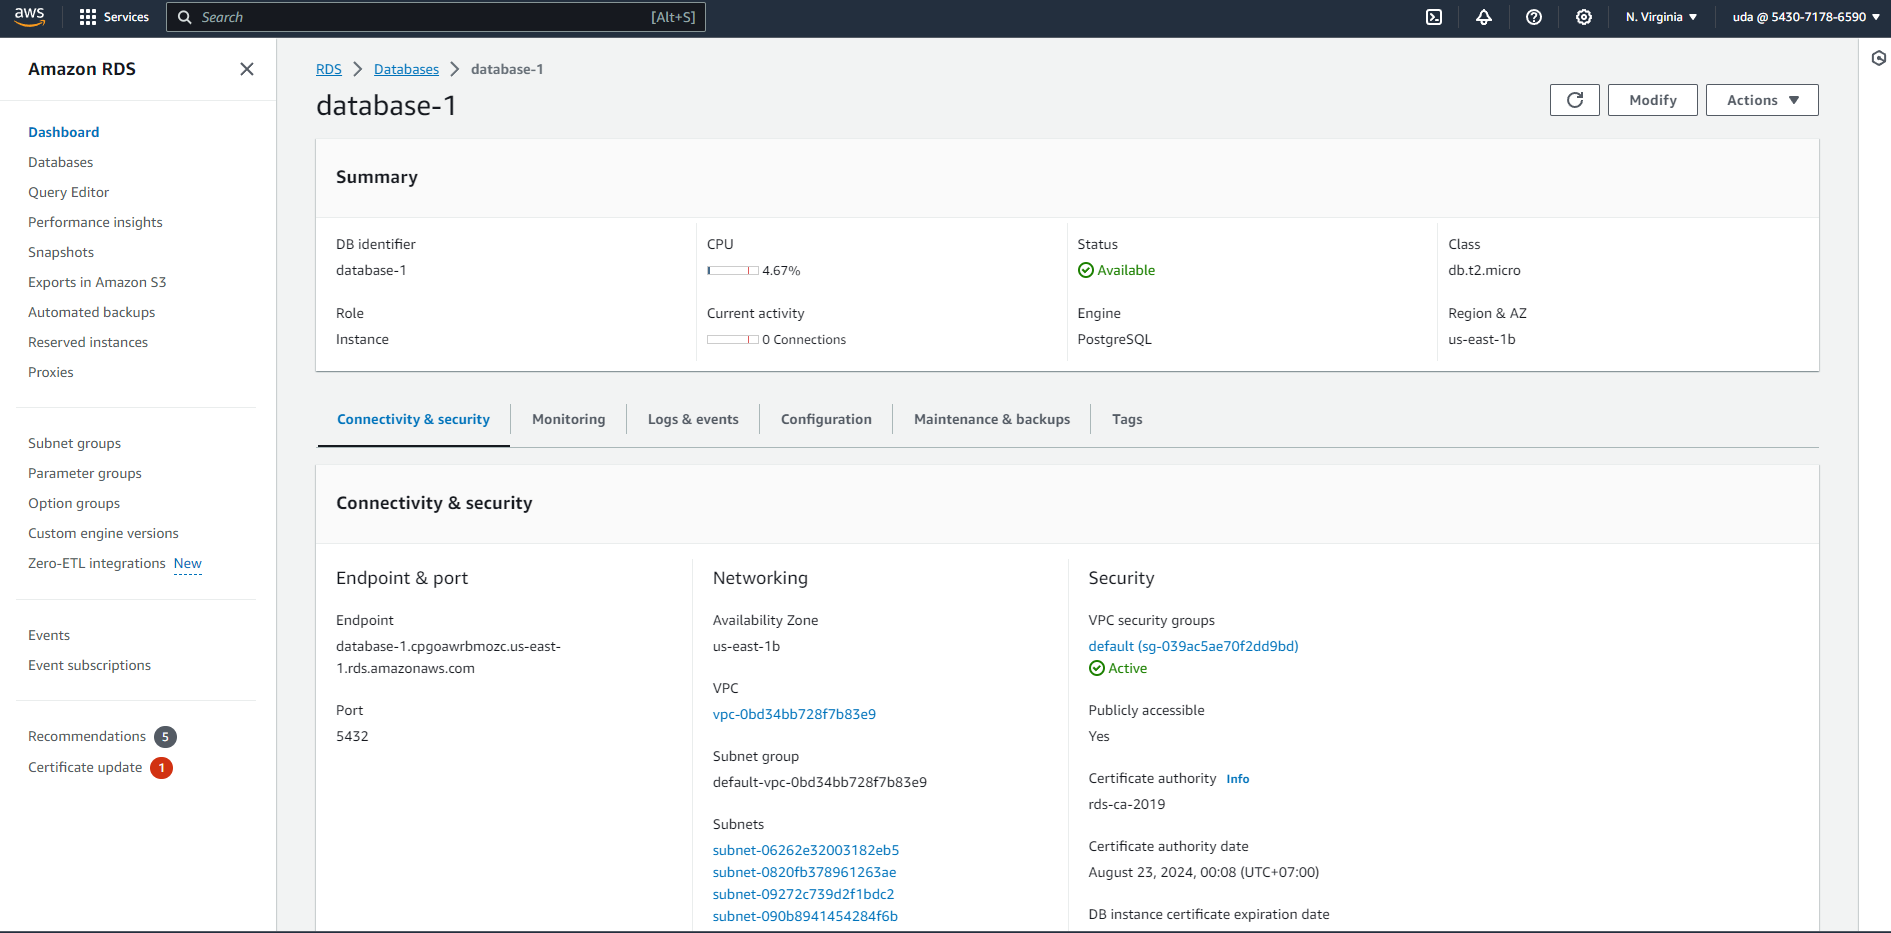 aws
Services
Search
[Alt+S]
N. Virginia
uda @ 5430-7178-6590
Amazon RDS
Dashboard
Databases
Query Editor
Performance insights
Snapshots
Exports in Amazon S3
Automated backups
Reserved instances
Proxies
Subnet groups
Parameter groups
Option groups
Custom engine versions
Zero-ETL integrations New
Events
Event subscriptions
Recommendations 5
Certificate update 1
RDS > Databases > database-1
database-1
Modify
Actions
Summary
DB identifier
database-1
Role
Instance
CPU
4.67%
Current activity
0 Connections
Status
Available
Engine
PostgreSQL
Class
db.t2.micro
Region & AZ
us-east-1b
Connectivity & security
Monitoring
Logs & events
Configuration
Maintenance & backups
Tags
Connectivity & security
Endpoint & port
Endpoint
database-1.cpgoawrbmozc.us-east-
1.rds.amazonaws.com
Port
5432
Networking
Availability Zone
us-east-1b
VPC
vpc-0bd34bb728f7b83e9
Subnet group
default-vpc-0bd34bb728f7b83e9
Subnets
subnet-06262e32003182eb5
subnet-0820fb378961263ae
subnet-09272c739d2f1bdc2
subnet-090b8941454284f6b
Security
VPC security groups
default (sg-039ac5ae70f2dd9bd)
Active
Publicly accessible
Yes
Certificate authority Info
rds-ca-2019
Certificate authority date
August 23, 2024, 00:08 (UTC+07:00)
DB instance certificate expiration date